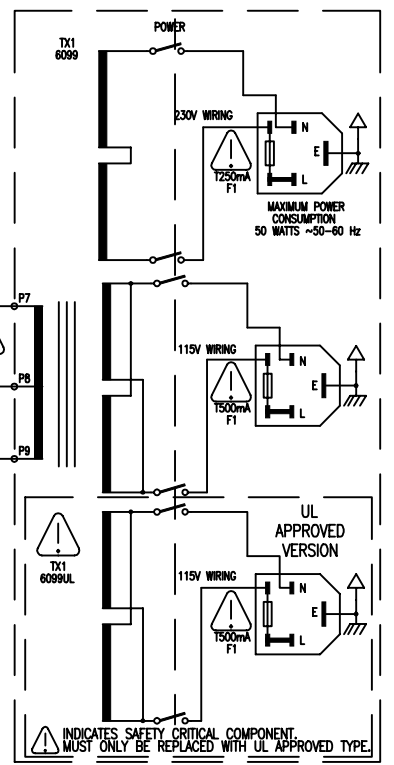 POWER
TX1
6099
230V WIRING
N
E
L
T250mA
F1
MAXIMUM POWER
CONSUMPTION
50 WATTS ~50-60 Hz
P7
115V WIRING
N
P8
E
L
T500mA
F1
P9
UL
APPROVED
VERSION
TX1
6099UL
115V WIRING
N
E
L
T500mA
F1
INDICATES SAFETY CRITICAL COMPONENT.
MUST ONLY BE REPLACED WITH UL APPROVED TYPE.